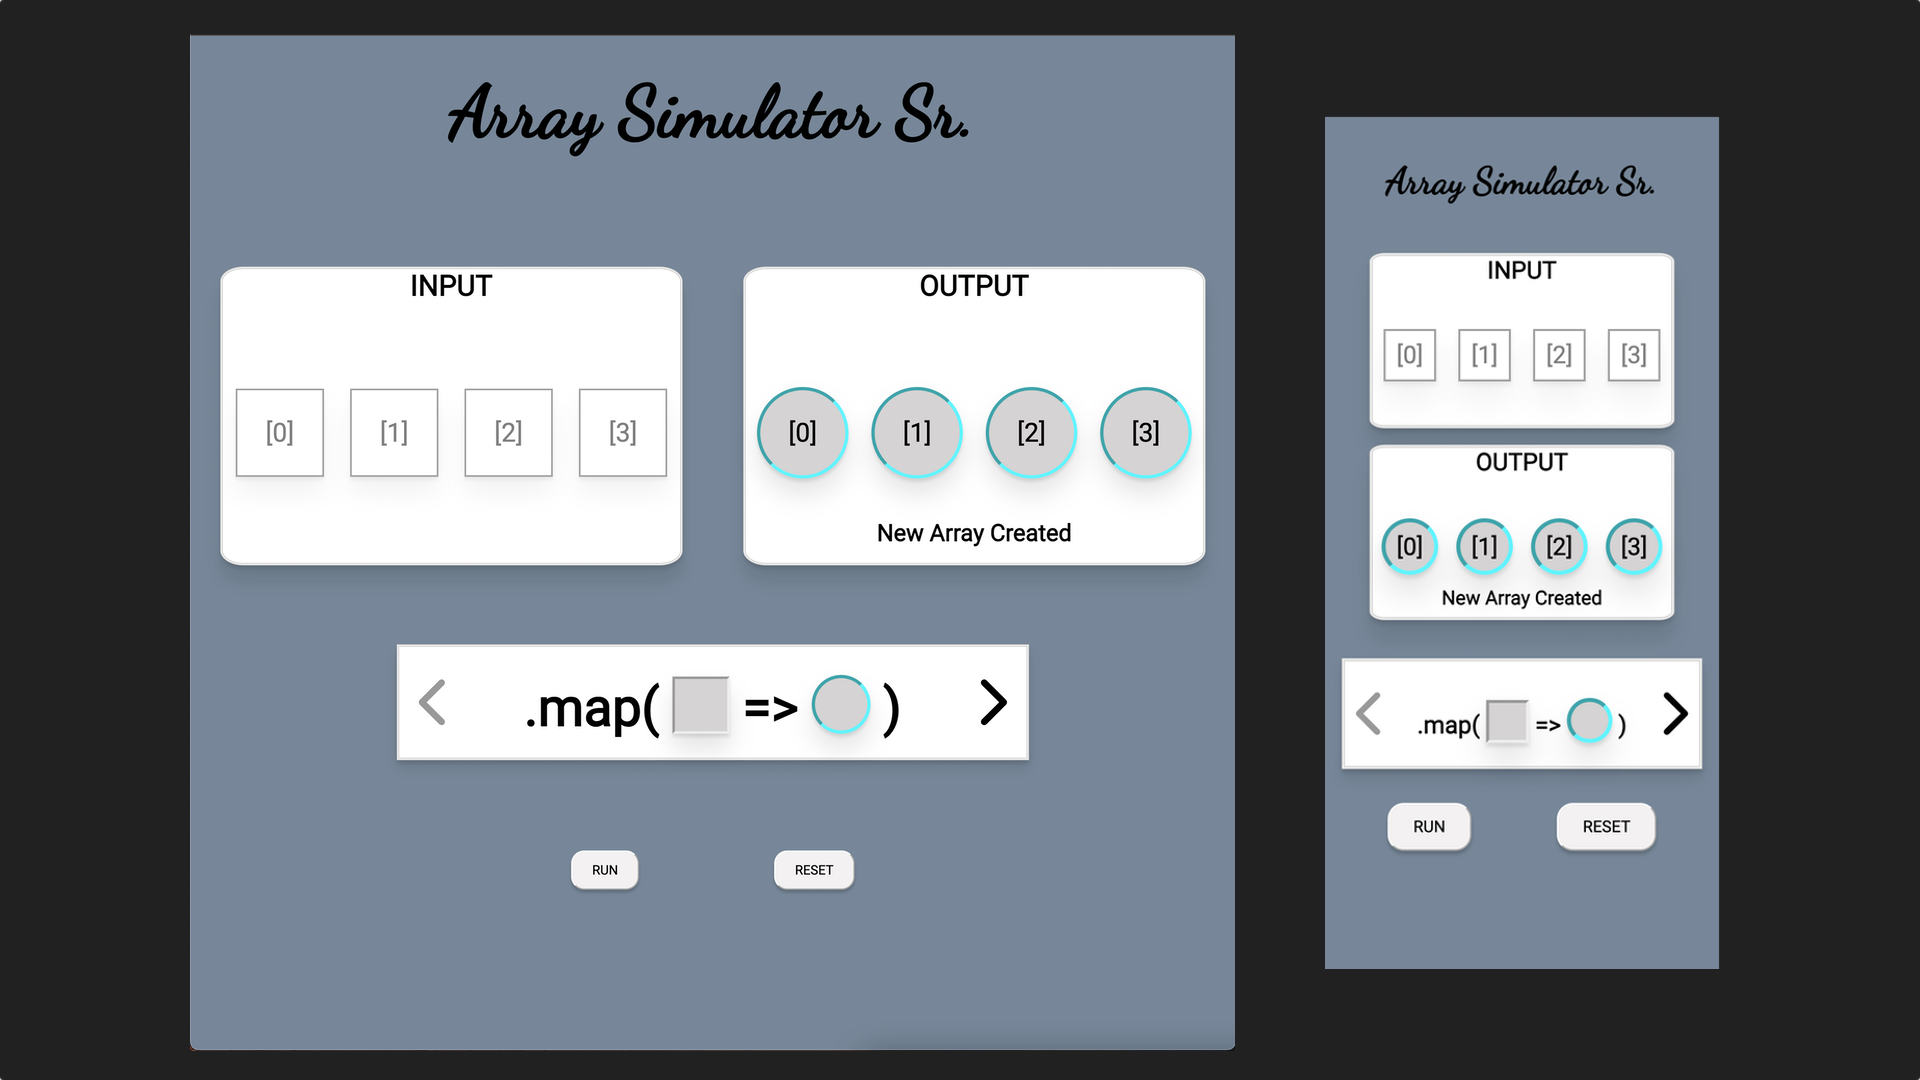 Array Simulator Sr.
INPUT
[0] [1] [2] [3]
OUTPUT
[0] [1] [2] [3]
New Array Created
.map( => )
RUN RESET
Array Simulator Sr.
INPUT
[0] [1] [2] [3]
OUTPUT
[0] [1] [2] [3]
New Array Created
.map( => )
RUN RESET